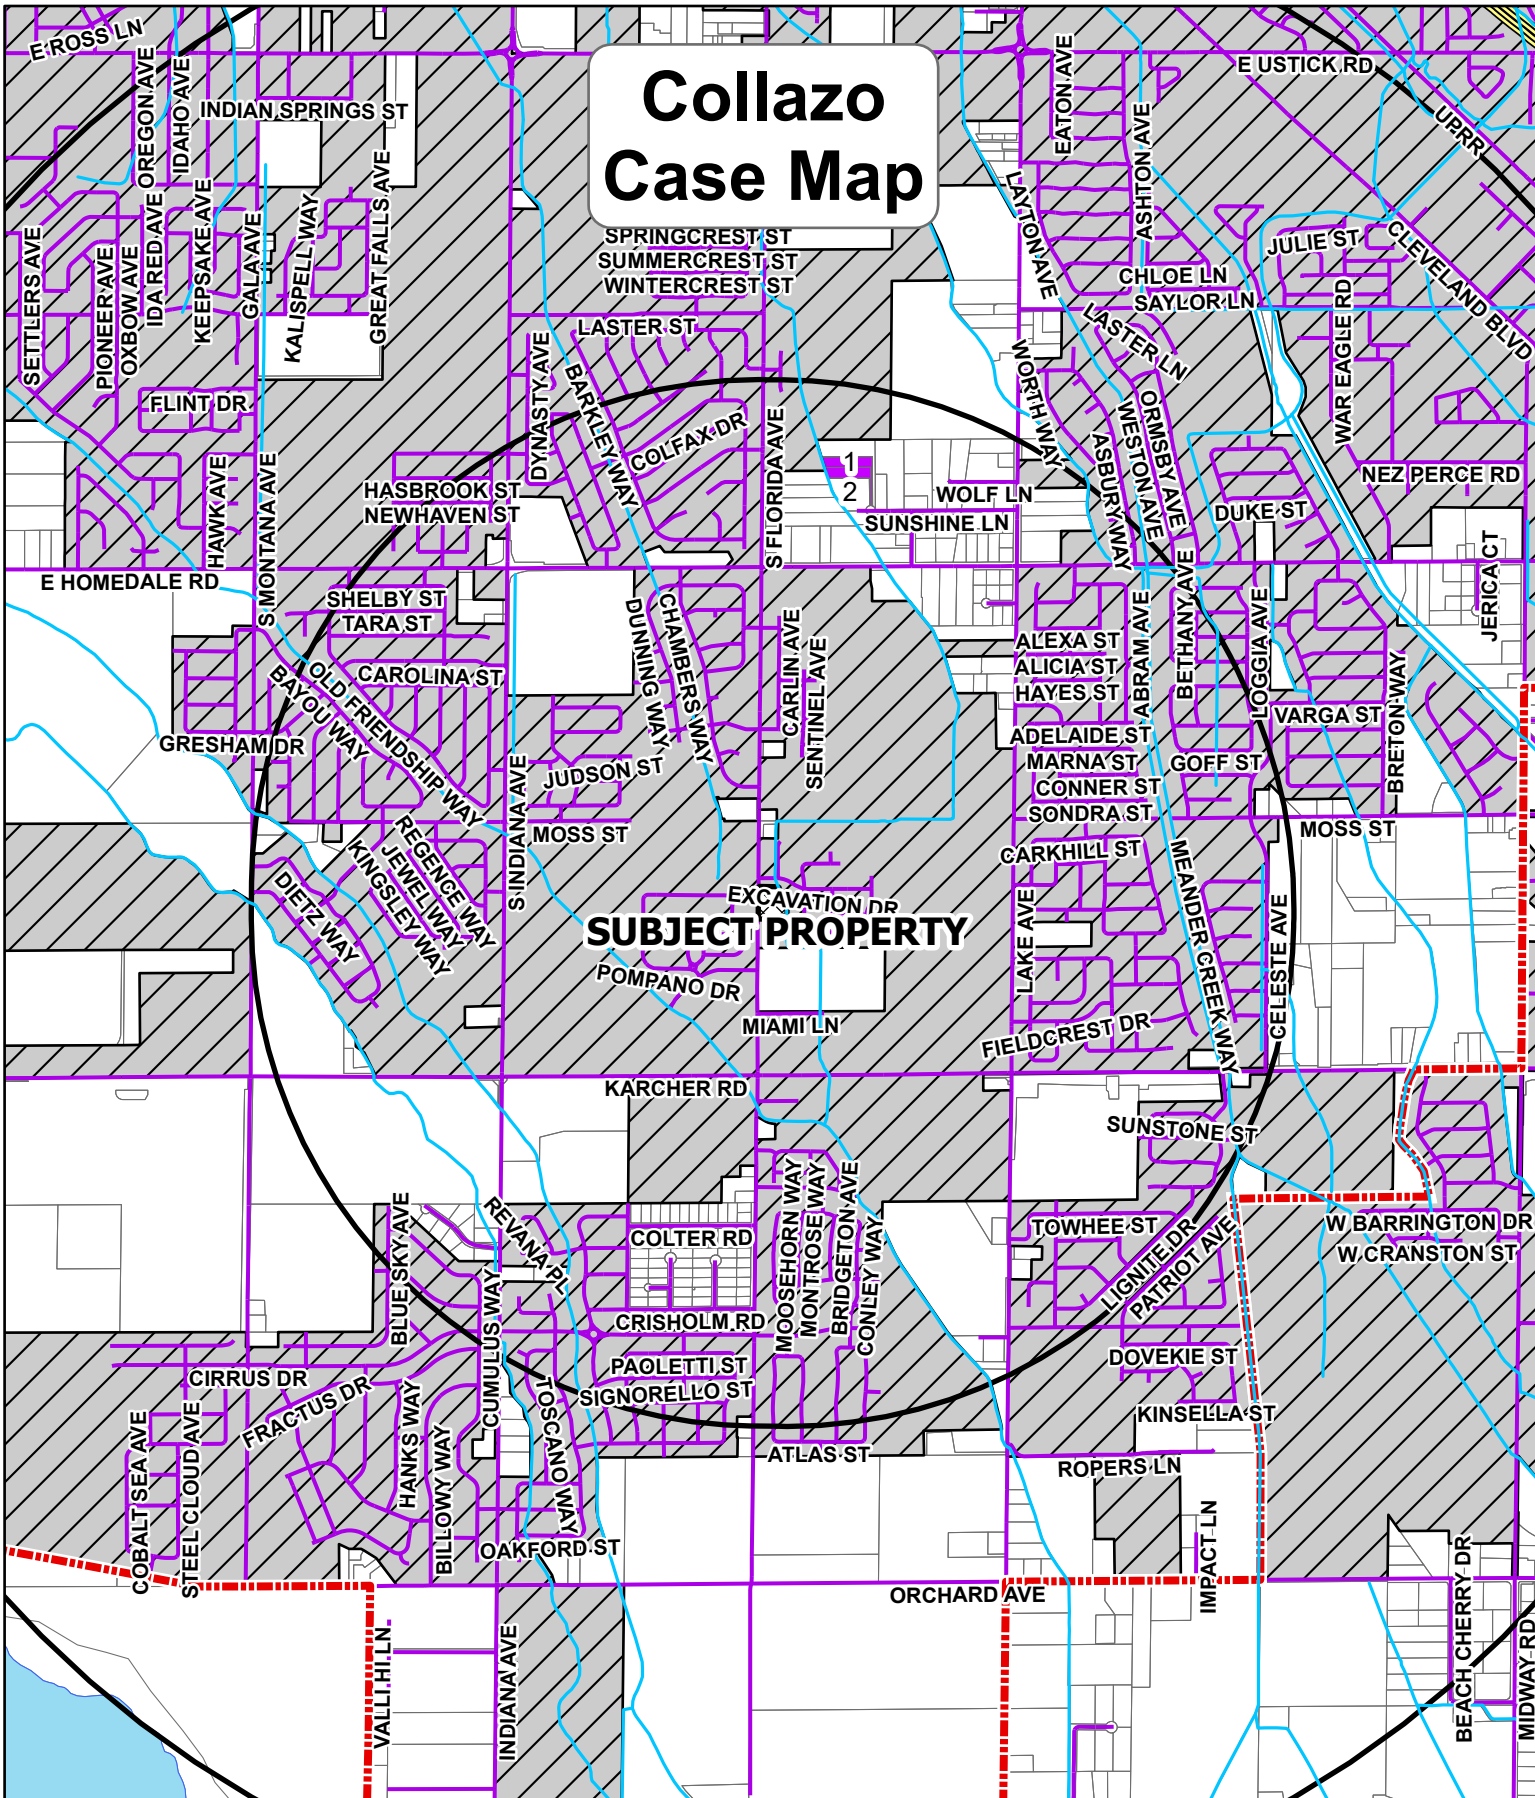 Collazo
Case Map
E ROSS LN
OREGON AVE
IDAHO AVE
INDIAN SPRINGS ST
EATON AVE
E USTICK RD
UPRR
ASHTON AVE
LAYTON AVE
SETTLERS AVE
PIONEER AVE
OXBOW AVE
IDA RED AVE
KEEPSAKE AVE
GALA AVE
KALISPELL WAY
GREAT FALLS AVE
SPRINGCREST ST
SUMMERCREST ST
WINTERCREST ST
JULIE ST
CLEVELAND BLVD
CHLOE LN
SAYLOR LN
WAR EAGLE RD
LASTER ST
LASTER LN
DYNASTY AVE
BARKLEY WAY
COLFAX DR
S FLORIDA AVE
WORTH WAY
ASBURY WAY
WESTON AVE
ORMSBY AVE
FLINT DR
HAWK AVE
S MONTANA AVE
HASBROOK ST
NEWHAVEN ST
1
2
WOLF LN
SUNSHINE LN
NEZ PERCE RD
DUKE ST
JERICA CT
E HOMEDALE RD
SHELBY ST
TARA ST
CAROLINA ST
OLD FRIENDSHIP WAY
BAYOU WAY
GRESHAM DR
DUNNING WAY
CHAMBERS WAY
CARLIN AVE
SENTINEL AVE
ALEXA ST
ALICIA ST
HAYES ST
ABRAM AVE
BETHANY AVE
LOGGIA AVE
VARGA ST
BRETON WAY
ADELAIDE ST
MARNA ST
GOFF ST
CONNER ST
SONDRA ST
JUDSON ST
MOSS ST
MOSS ST
S INDIANA AVE
REGENCE WAY
JEWEL WAY
KINGSLEY WAY
DIETZ WAY
CARKHILL ST
EXCAVATION DR
SUBJECT PROPERTY
LAKE AVE
MEANDER CREEK WAY
CELESTE AVE
POMPANO DR
MIAMI LN
FIELDCREST DR
KARCHER RD
SUNSTONE ST
BLUE SKY AVE
REVANA PL
COLTER RD
MOOSEHORN WAY
MONTROSE WAY
BRIDGETON AVE
CONLEY WAY
TOWHEE ST
LIGNITE DR
PATRIOT AVE
W BARRINGTON DR
W CRANSTON ST
CUMULUS WAY
CRISHOLM RD
PAOLETTI ST
SIGNORELLO ST
DOVEKIE ST
CIRRUS DR
FRACTUS DR
HANKS WAY
BILLOWY WAY
TOSCANO WAY
KINSELLA ST
COBALT SEA AVE
STEEL CLOUD AVE
ATLAS ST
ROPERS LN
IMPACT LN
OAKFORD ST
ORCHARD AVE
VALLI HI LN
INDIANA AVE
BEACH CHERRY DR
MIDWAY RD